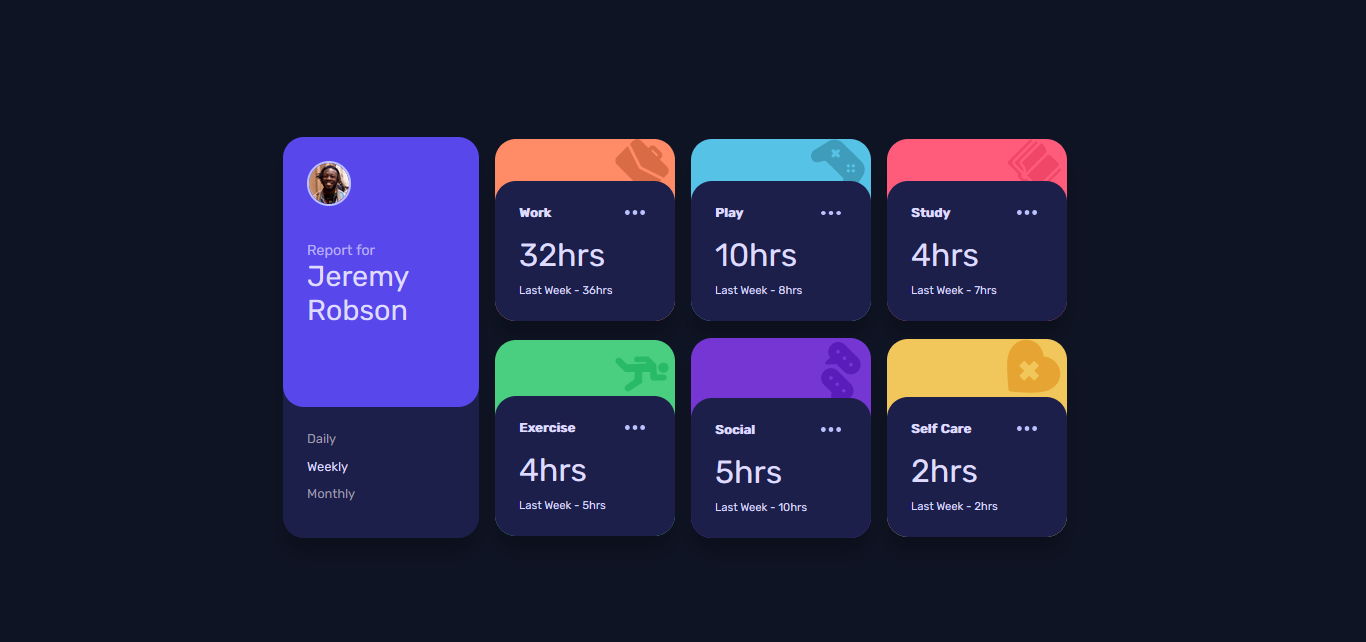 Report for
Jeremy
Robson
Daily
Weekly
Monthly
Work
32hrs
Last Week - 36hrs
Play
10hrs
Last Week - 8hrs
Study
4hrs
Last Week - 7hrs
Exercise
4hrs
Last Week - 5hrs
Social
5hrs
Last Week - 10hrs
Self Care
2hrs
Last Week - 2hrs